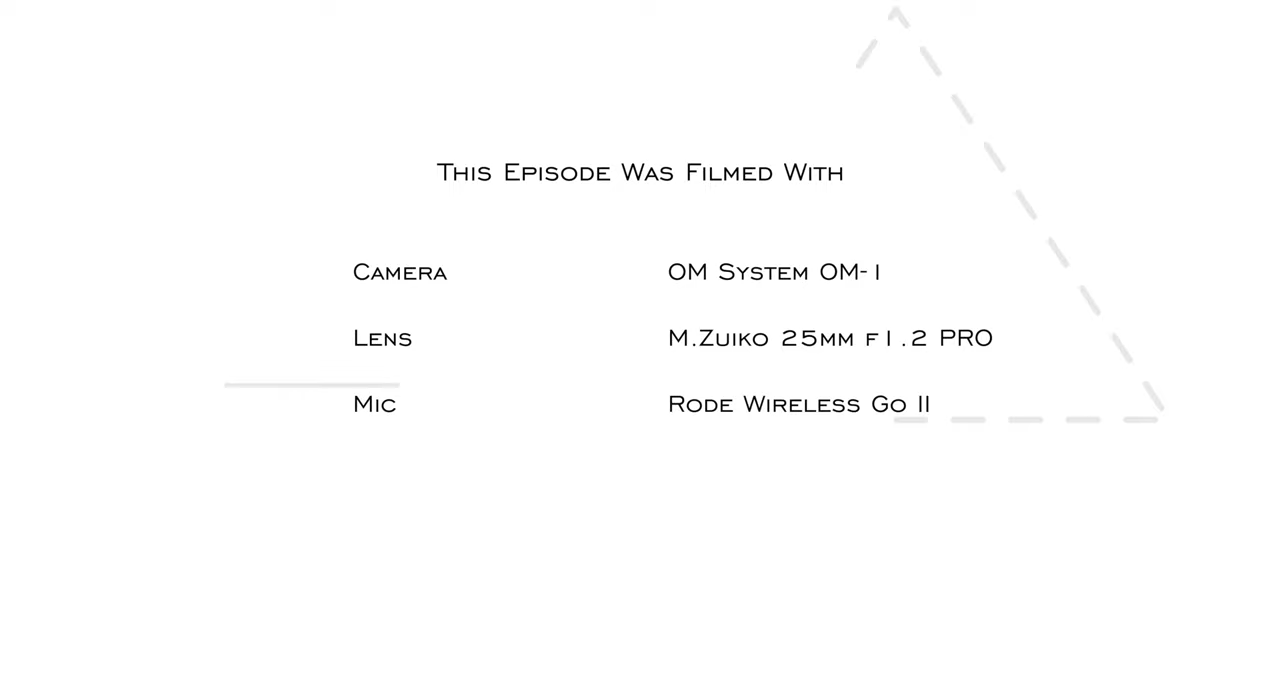 This Episode Was Filmed With
Camera OM System OM-1
Lens M.Zuiko 25mm f1.2 PRO
Mic Rode Wireless Go II